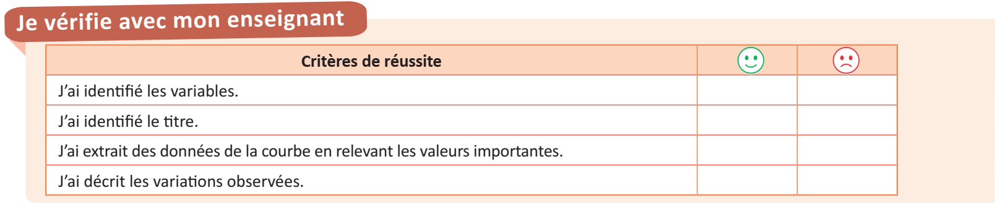 Je vérifie avec mon enseignant
Critères de réussite
J’ai identifié les variables.
J’ai identifié le titre.
J’ai extrait des données de la courbe en relevant les valeurs importantes.
J’ai décrit les variations observées.